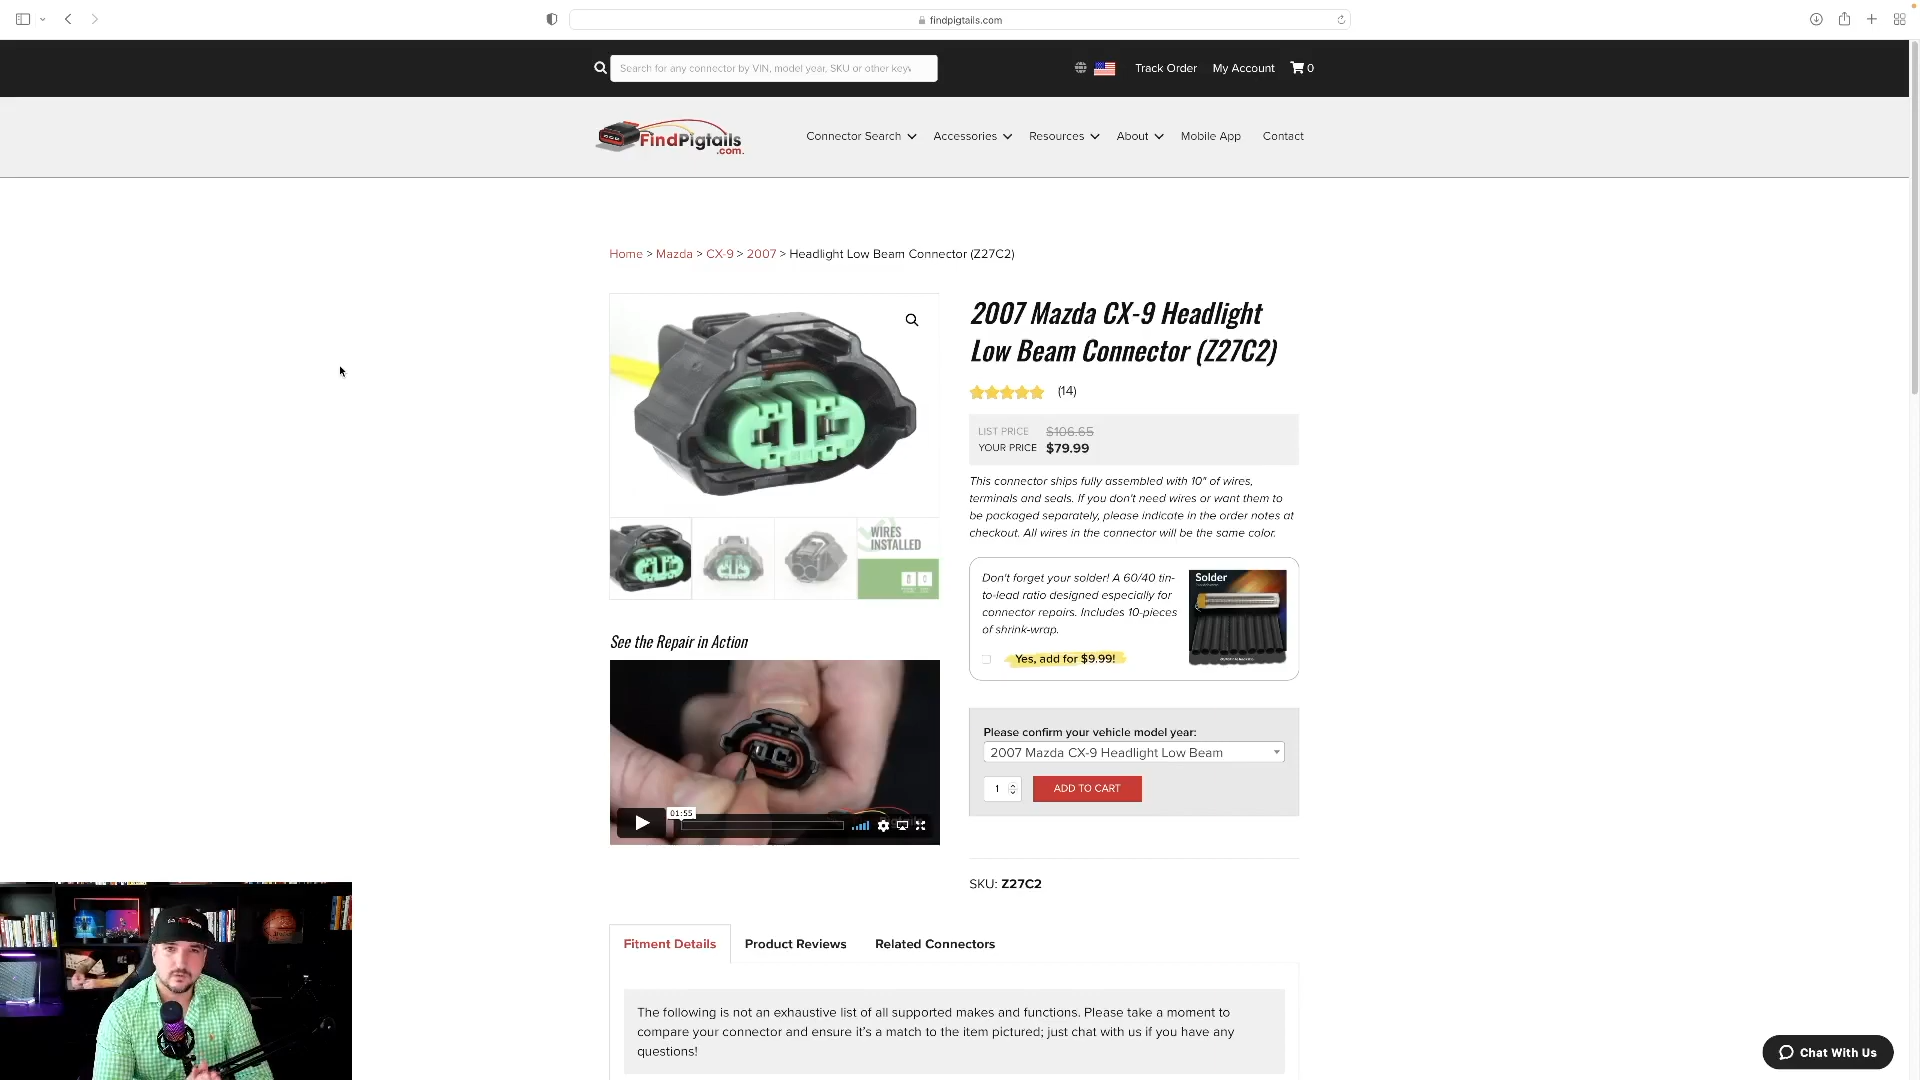 findpigtails.com
Search for any connector by VIN, model year, SKU or other keyw
Track Order
My Account
0
FindPigtails
.com.
Connector Search
Accessories
Resources
About
Mobile App
Contact
Home > Mazda > CX-9 > 2007 > Headlight Low Beam Connector (Z27C2)
2007 Mazda CX-9 Headlight
Low Beam Connector (Z27C2)
(14)
LIST PRICE $106.65
YOUR PRICE $79.99
This connector ships fully assembled with 10" of wires,
terminals and seals. If you don't need wires or want them to
be packaged separately, please indicate in the order notes at
checkout. All wires in the connector will be the same color.
WIRES
INSTALLED
Don't forget your solder! A 60/40 tin-
to-lead ratio designed especially for
connector repairs. Includes 10-pieces
of shrink-wrap.
Yes, add for $9.99!
Solder
See the Repair in Action
01:55
Please confirm your vehicle model year:
2007 Mazda CX-9 Headlight Low Beam
1
ADD TO CART
SKU: Z27C2
Fitment Details
Product Reviews
Related Connectors
The following is not an exhaustive list of all supported makes and functions. Please take a moment to
compare your connector and ensure it's a match to the item pictured; just chat with us if you have any
questions!
Chat With Us